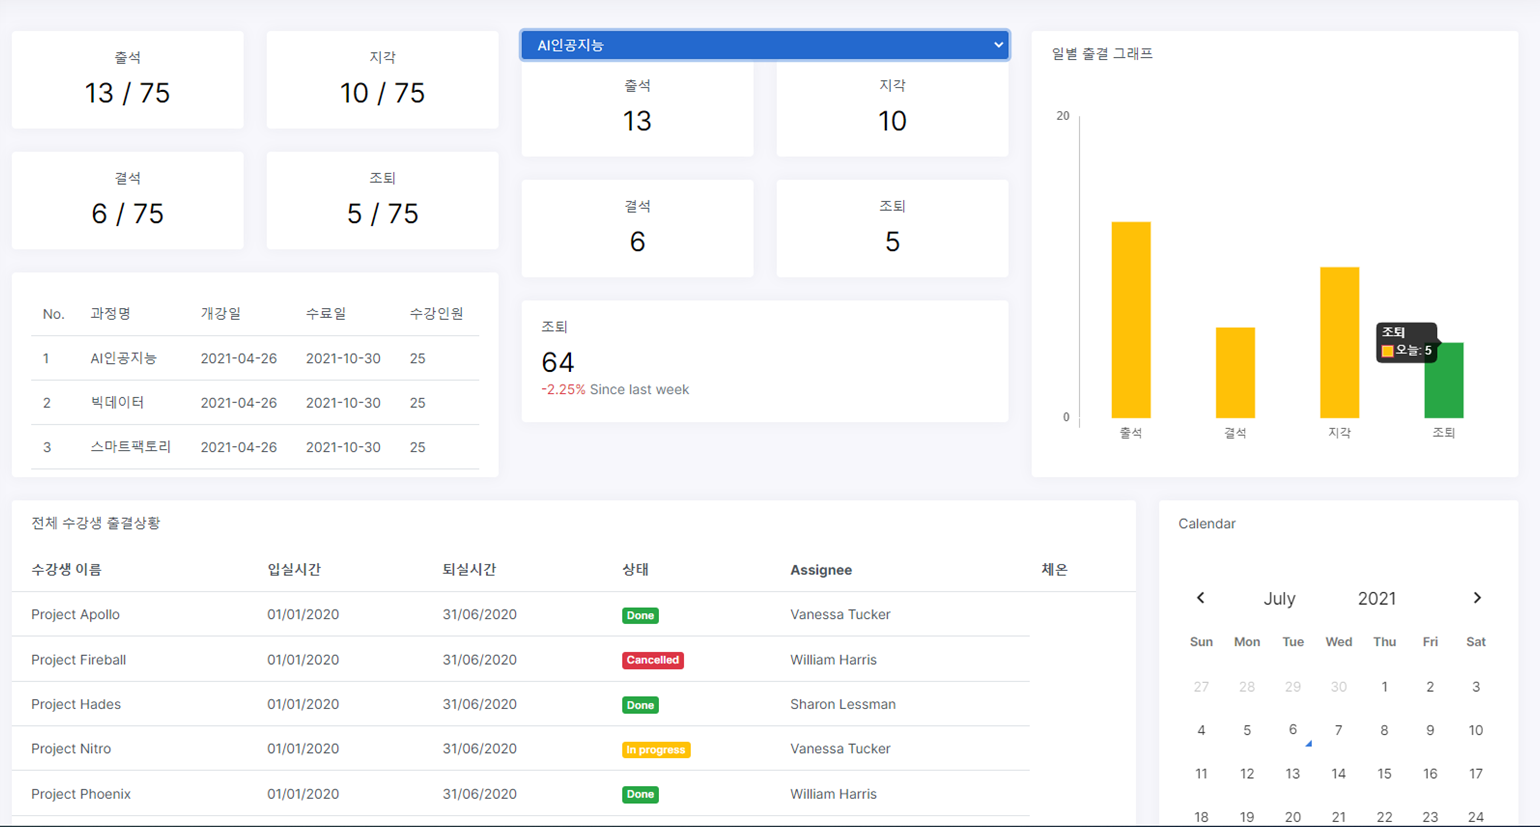 출석
13 / 75
지각
10 / 75
결석
6 / 75
조퇴
5 / 75
No. 과정명 개강일 수료일 수강인원
1 AI인공지능 2021-04-26 2021-10-30 25
2 빅데이터 2021-04-26 2021-10-30 25
3 스마트팩토리 2021-04-26 2021-10-30 25
AI인공지능
출석
13
지각
10
결석
6
조퇴
5
조퇴
64
-2.25% Since last week
일별 출결 그래프
20
0
조퇴
오늘: 5
출석 결석 지각 조퇴
전체 수강생 출결상황
수강생 이름 입실시간 퇴실시간 상태 Assignee 체온
Project Apollo 01/01/2020 31/06/2020 Done Vanessa Tucker
Project Fireball 01/01/2020 31/06/2020 Cancelled William Harris
Project Hades 01/01/2020 31/06/2020 Done Sharon Lessman
Project Nitro 01/01/2020 31/06/2020 In progress Vanessa Tucker
Project Phoenix 01/01/2020 31/06/2020 Done William Harris
Calendar
July 2021
Sun Mon Tue Wed Thu Fri Sat
27 28 29 30 1 2 3
4 5 6 7 8 9 10
11 12 13 14 15 16 17
18 19 20 21 22 23 24